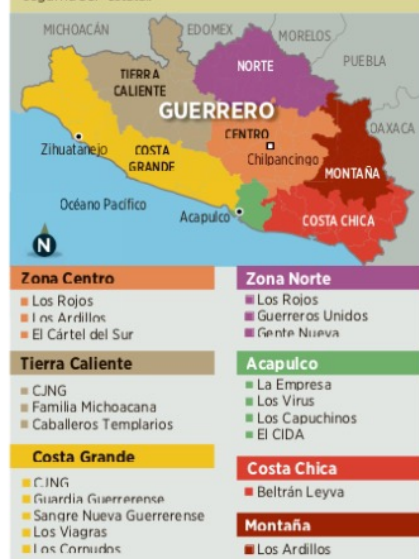 MICHOACÁN
EDOMEX
MORELOS
PUEBLA
OAXACA
TIERRA
CALIENTE
NORTE
GUERRERO
CENTRO
Chilpancingo
Zihuatanejo
COSTA
GRANDE
MONTAÑA
Océano Pacífico
Acapulco
COSTA CHICA
N
Zona Centro
Los Rojos
Los Ardillos
El Cártel del Sur
Tierra Caliente
CJNG
Familia Michoacana
Caballeros Templarios
Costa Grande
CJNG
Guardia Guerrerense
Sangre Nueva Guerrerense
Los Viagras
Los Cornudos
Zona Norte
Los Rojos
Guerreros Unidos
Gente Nueva
Acapulco
La Empresa
Los Virus
Los Capuchinos
El CIDA
Costa Chica
Beltrán Leyva
Montaña
Los Ardillos